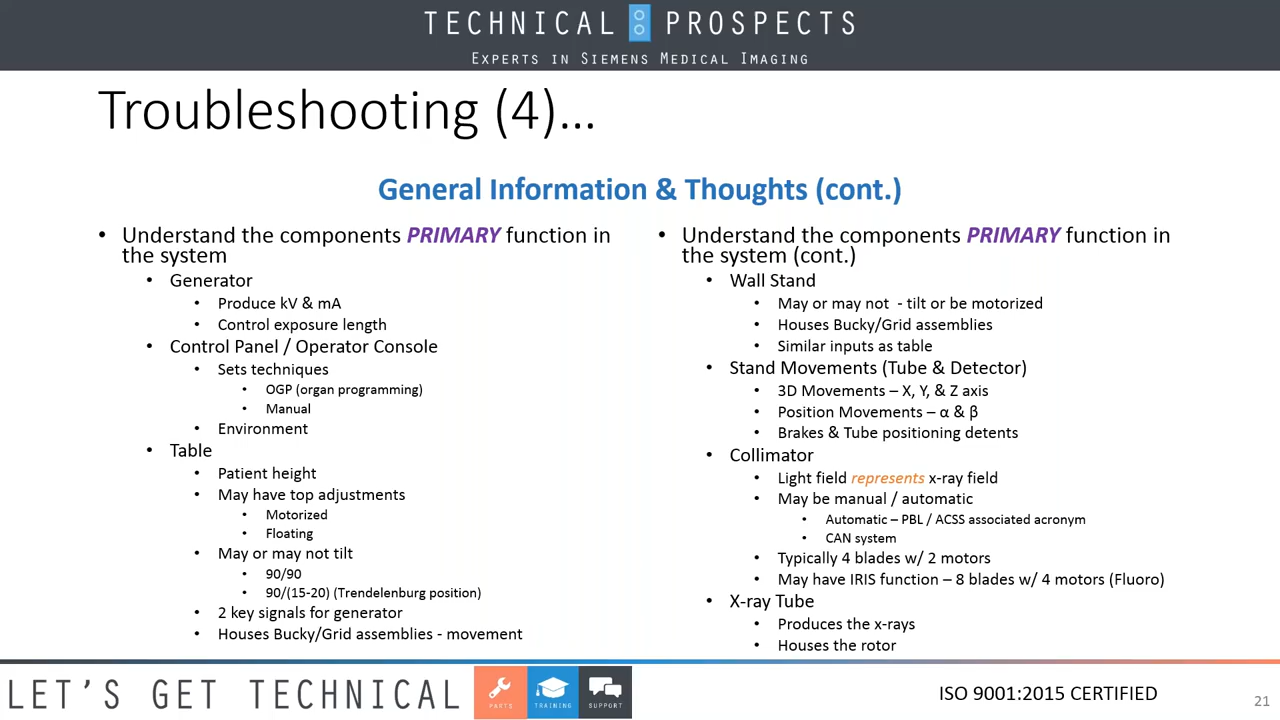 TECHNICAL PROSPECTS
EXPERTS IN SIEMENS MEDICAL IMAGING
Troubleshooting (4)...
General Information & Thoughts (cont.)
• Understand the components PRIMARY function in
the system
• Generator
• Produce kV & mA
• Control exposure length
• Control Panel / Operator Console
• Sets techniques
• OGP (organ programming)
• Manual
• Environment
• Table
• Patient height
• May have top adjustments
• Motorized
• Floating
• May or may not tilt
• 90/90
• 90/(15-20) (Trendelenburg position)
• 2 key signals for generator
• Houses Bucky/Grid assemblies - movement
• Understand the components PRIMARY function in
the system (cont.)
• Wall Stand
• May or may not - tilt or be motorized
• Houses Bucky/Grid assemblies
• Similar inputs as table
• Stand Movements (Tube & Detector)
• 3D Movements – X, Y, & Z axis
• Position Movements – α & β
• Brakes & Tube positioning detents
• Collimator
• Light field represents x-ray field
• May be manual / automatic
• Automatic – PBL / ACSS associated acronym
• CAN system
• Typically 4 blades w/ 2 motors
• May have IRIS function – 8 blades w/ 4 motors (Fluoro)
• X-ray Tube
• Produces the x-rays
• Houses the rotor
LET'S GET TECHNICAL
PARTS
TRAINING
SUPPORT
ISO 9001:2015 CERTIFIED
21